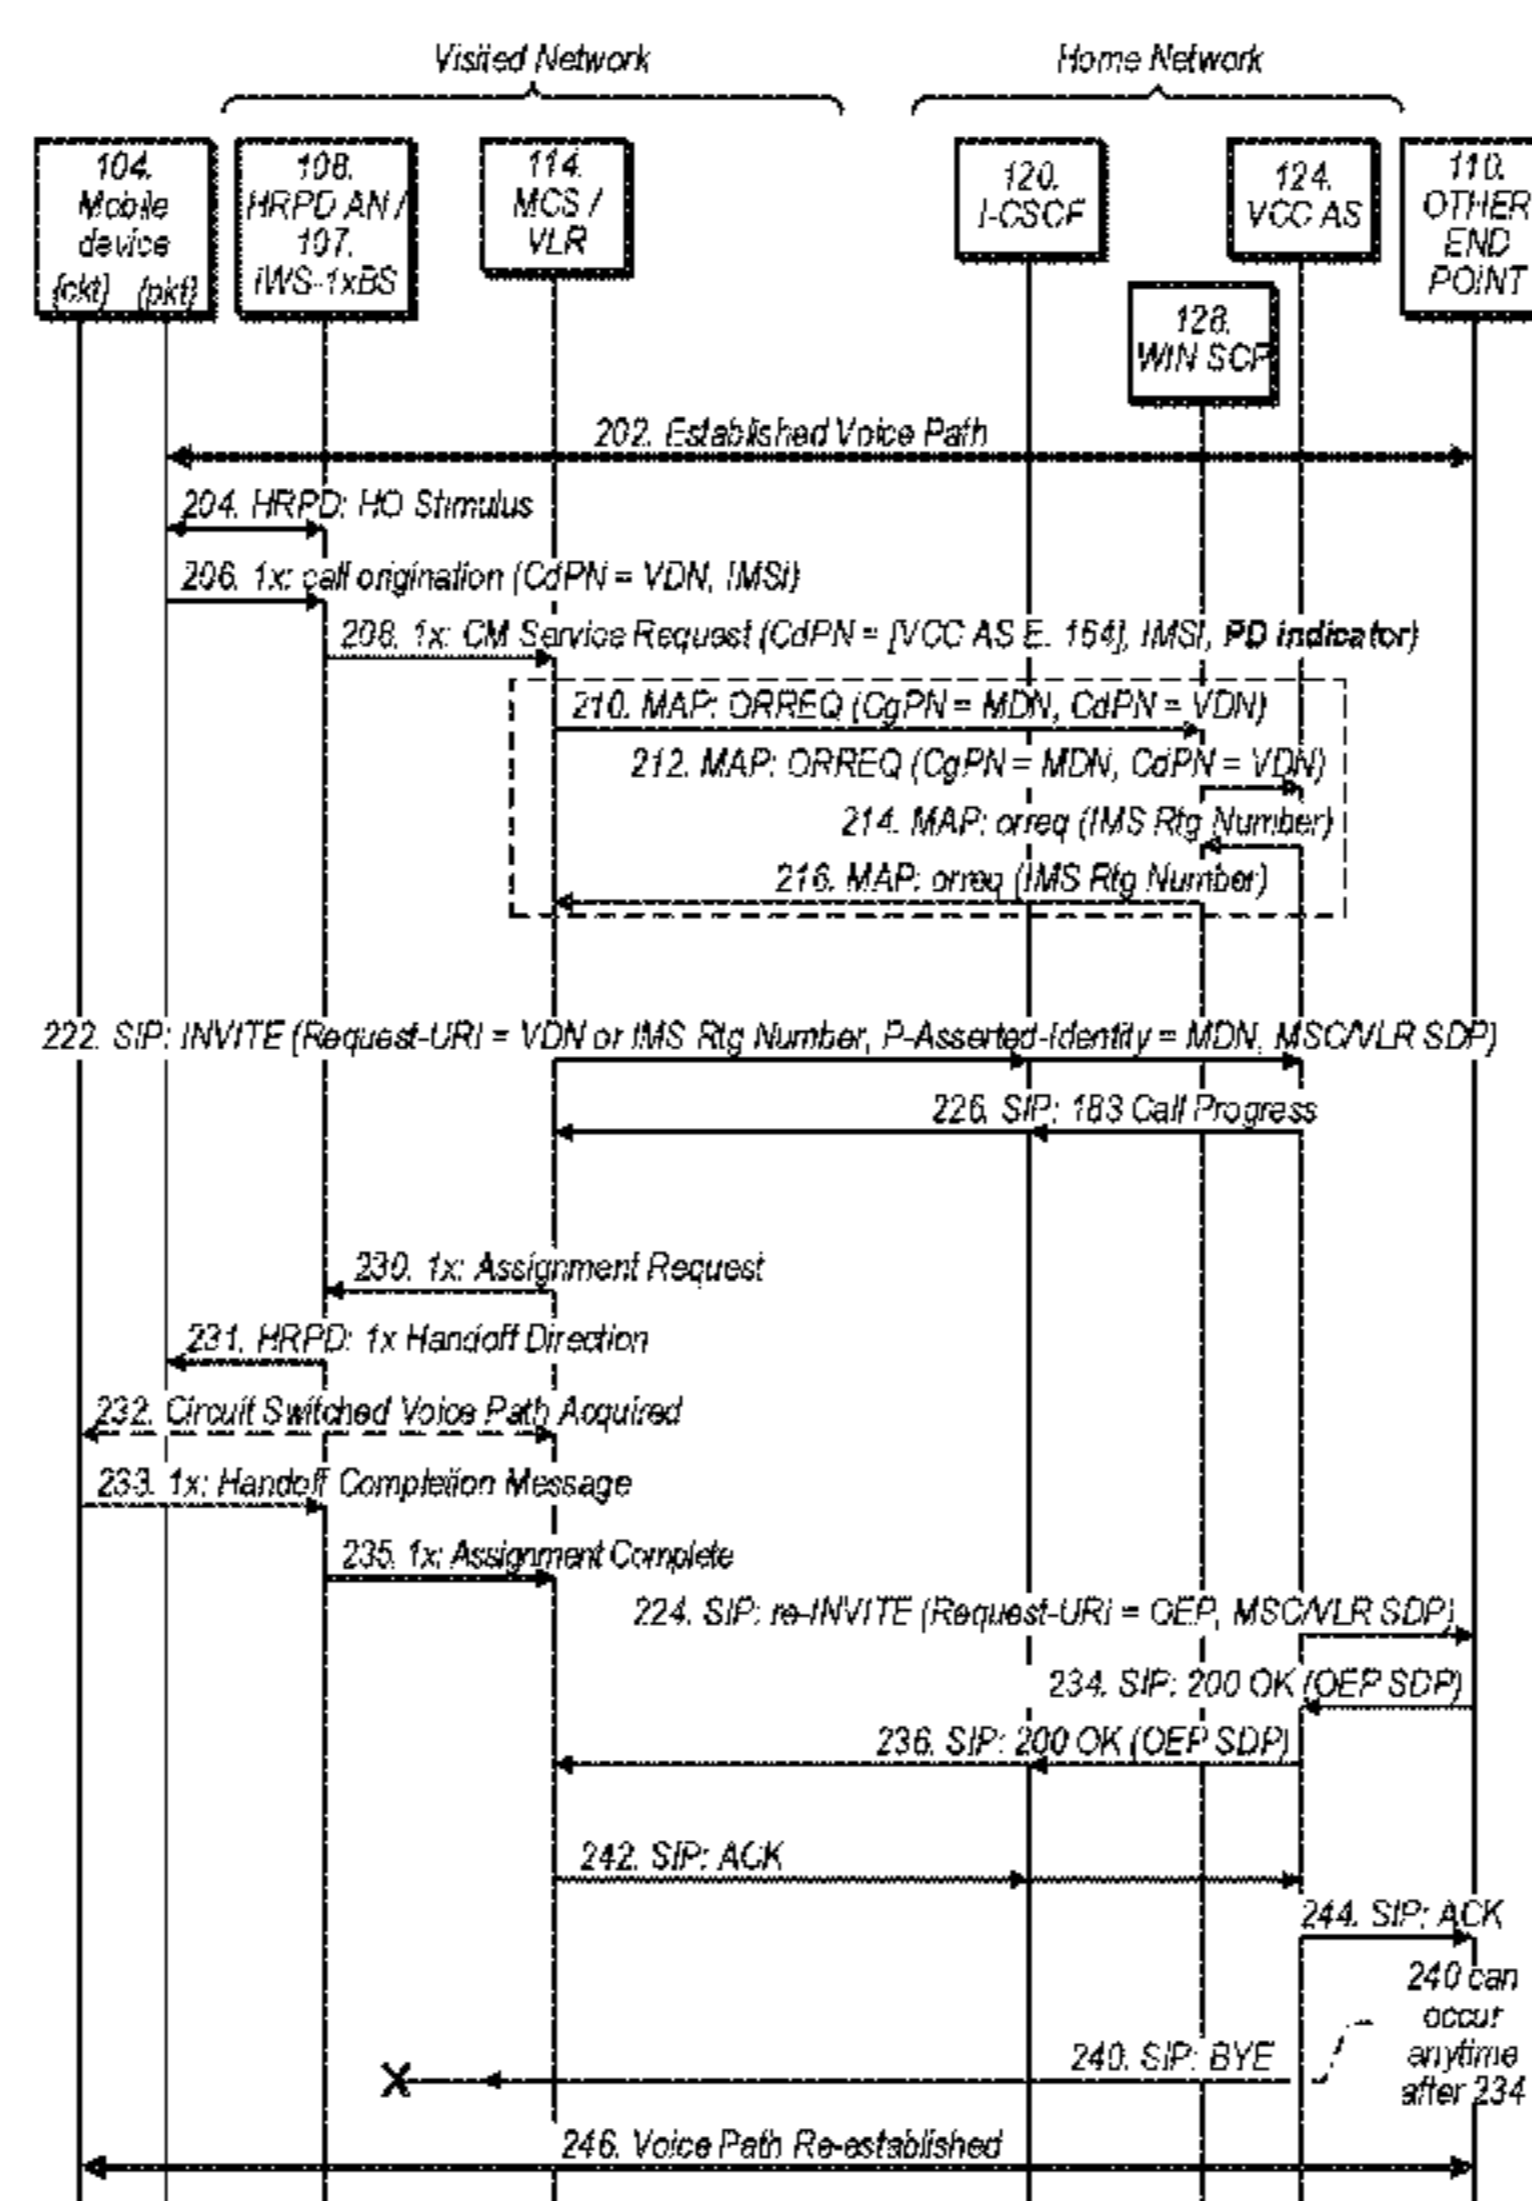 Visited Network
Home Network
104.
Mobile
device
(ckt) (pkt)
108.
HRPD AN /
107.
IWS-1xBS
114.
MCS /
VLR
120.
I-CSCF
124.
VCC AS
110.
OTHER
END
POINT
128.
WIN SCP
202. Established Voice Path
204. HRPD: HO Stimulus
206. 1x: call origination (CdPN = VDN, IMSI)
208. 1x: CM Service Request (CdPN = [VCC AS E. 164], IMSI, PD indicator)
210. MAP: ORREQ (CgPN = MDN, CdPN = VDN)
212. MAP: ORREQ (CgPN = MDN, CdPN = VDN)
214. MAP: orreq (IMS Rtg Number)
216. MAP: orreq (IMS Rtg Number)
222. SIP: INVITE (Request-URI = VDN or IMS Rtg Number, P-Asserted-Identity = MDN, MSC/VLR SDP)
226. SIP: 183 Call Progress
230. 1x: Assignment Request
231. HRPD: 1x Handoff Direction
232. Circuit Switched Voice Path Acquired
233. 1x: Handoff Completion Message
235. 1x: Assignment Complete
224. SIP: re-INVITE (Request-URI = OEP, MSC/VLR SDP)
234. SIP: 200 OK (OEP SDP)
236. SIP: 200 OK (OEP SDP)
242. SIP: ACK
244. SIP: ACK
240 can
occur
anytime
after 234
240. SIP: BYE
246. Voice Path Re-established